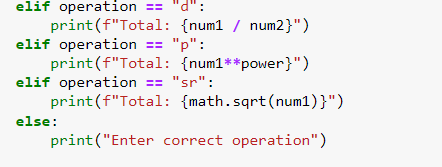 elif operation == "d":
    print(f"Total: {num1 / num2}")
elif operation == "p":
    print(f"Total: {num1**power}")
elif operation == "sr":
    print(f"Total: {math.sqrt(num1)}")
else:
    print("Enter correct operation")